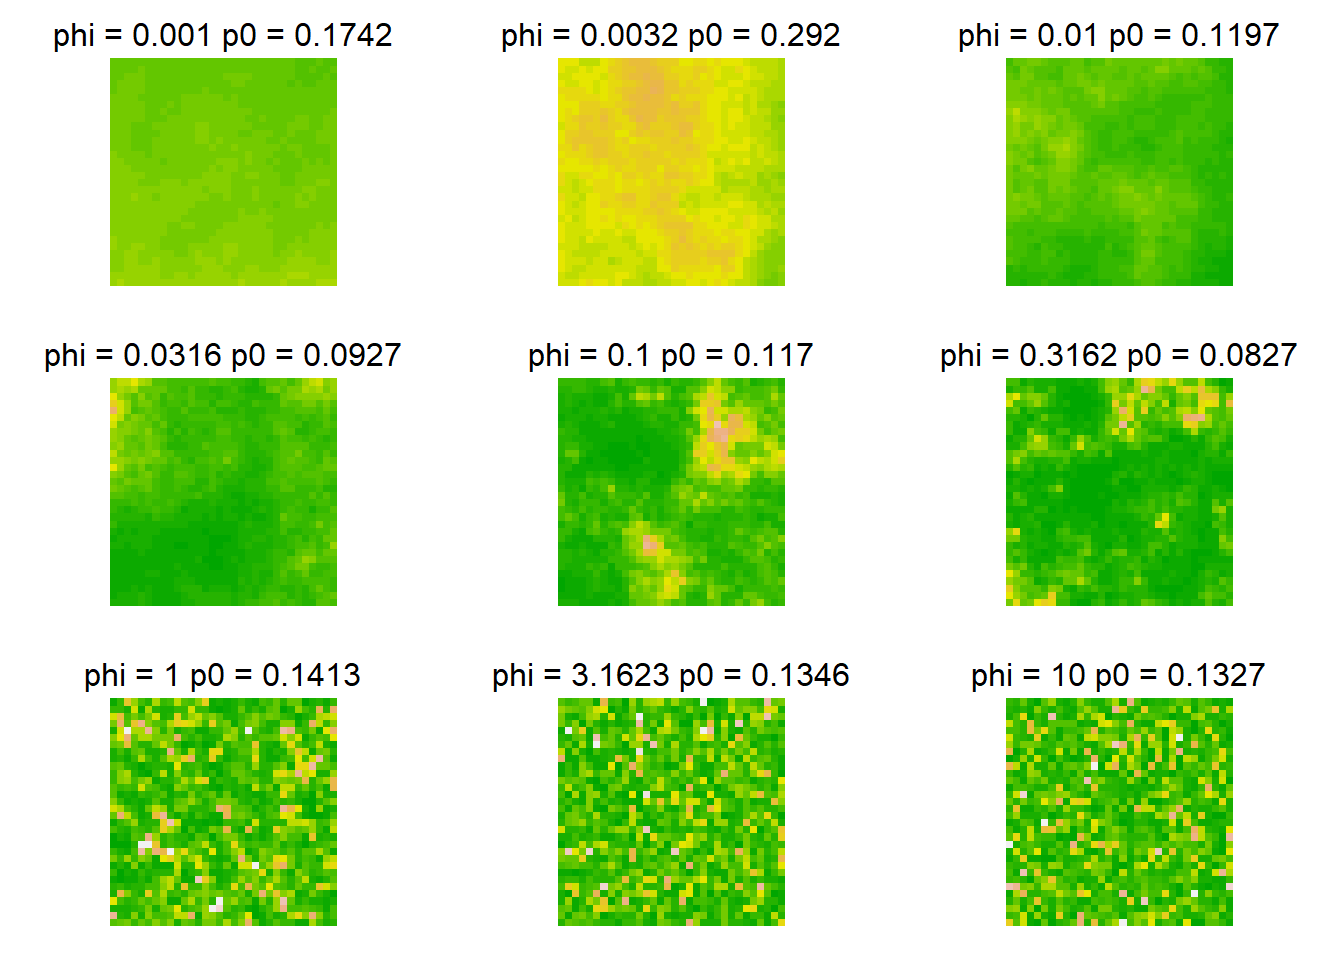 phi = 0.001 p0 = 0.1742
phi = 0.0032 p0 = 0.292
phi = 0.01 p0 = 0.1197
phi = 0.0316 p0 = 0.0927
phi = 0.1 p0 = 0.117
phi = 0.3162 p0 = 0.0827
phi = 1 p0 = 0.1413
phi = 3.1623 p0 = 0.1346
phi = 10 p0 = 0.1327